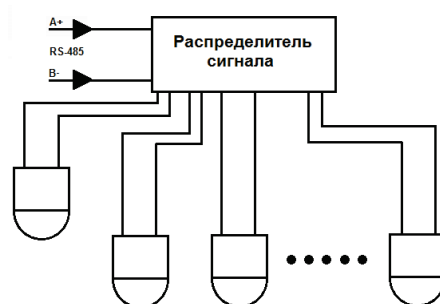 A+
RS-485
B-
Распределитель
сигнала